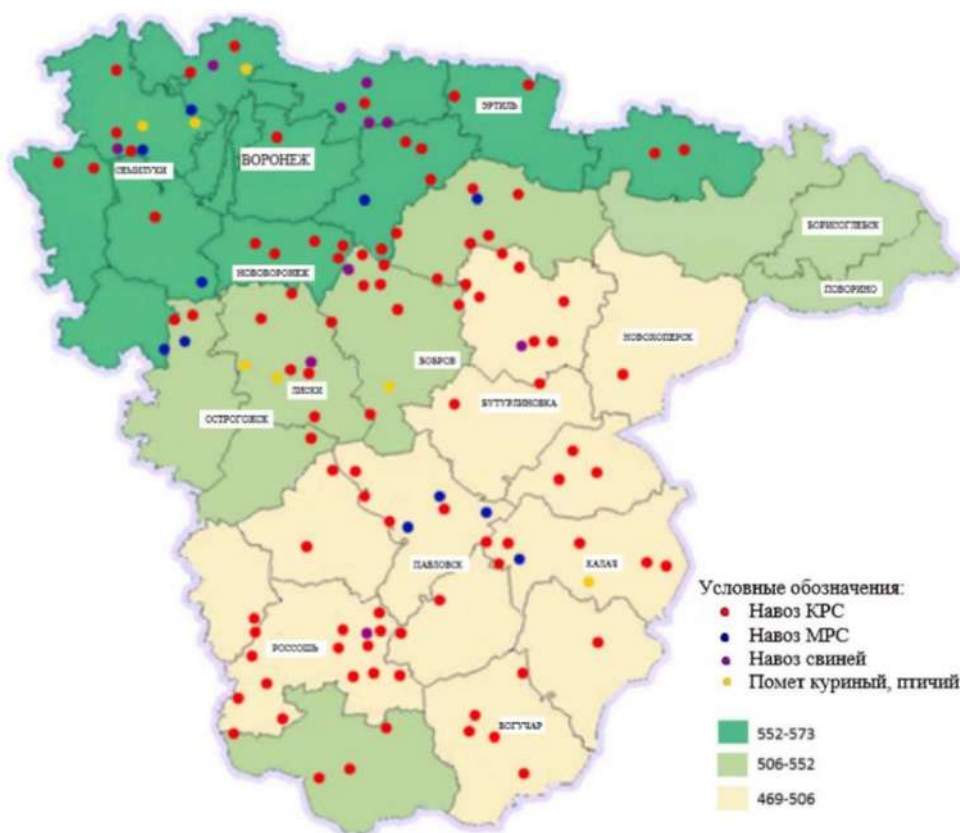 ЭРТИЛЬ
ВОРОНЕЖ
СЕМИЛУКИ
БОРИСОГЛЕБСК
НОВОВОРОНЕЖ
ПОВОРИНО
НОВОХОПЕРСК
БОБРОВ
ЛИСКИ
БУТУРЛИНОВКА
ОСТРОГОЖСК
ПАВЛОВСК
КАЛАЧ
Условные обозначения:
Навоз КРС
Навоз МРС
РОССОШЬ
Навоз свиней
Помет куриный, птичий
БОГУЧАР
552-573
506-552
469-506